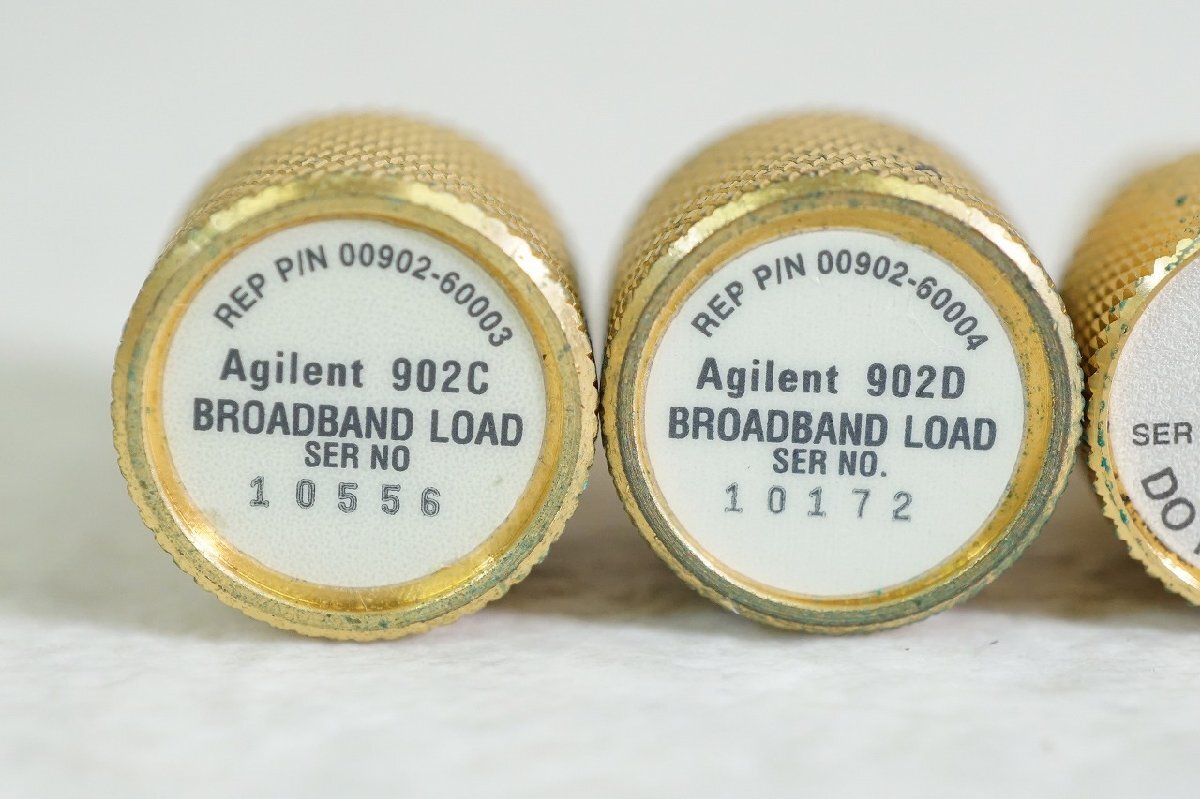 REP P/N 00902-60003
Agilent 902C
BROADBAND LOAD
SER NO
10556
REP P/N 00902-60004
Agilent 902D
BROADBAND LOAD
SER NO.
10172
SER
DO